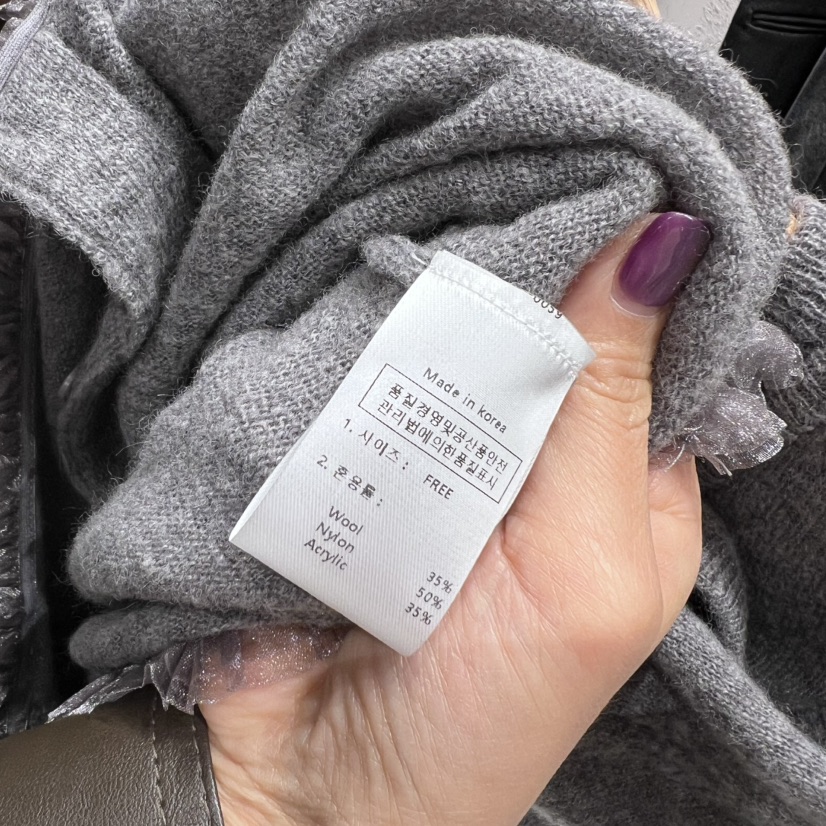 0059
Made in korea
품질경영및공산품안전
관리법에의한품질표시
1. 사이즈 : FREE
2. 혼용률 :
Wool 35%
Nylon 50%
Acrylic 35%